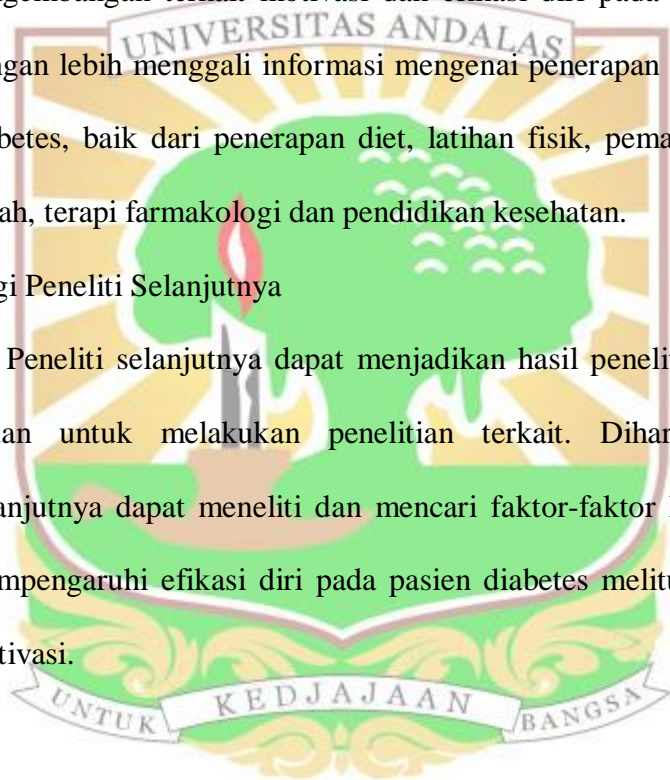 gembangan terkait motivasi dan efikasi diri pada
UNIVERSITAS ANDALAS
ngan lebih menggali informasi mengenai penerapan
betes, baik dari penerapan diet, latihan fisik, pema
ah, terapi farmakologi dan pendidikan kesehatan.
gi Peneliti Selanjutnya
Peneliti selanjutnya dapat menjadikan hasil penelit
dan untuk melakukan penelitian terkait. Dihar
anjutnya dapat meneliti dan mencari faktor-faktor
mpengaruhi efikasi diri pada pasien diabetes melitu
tivasi.
UNTUK KEDJAJAAN BANGSA